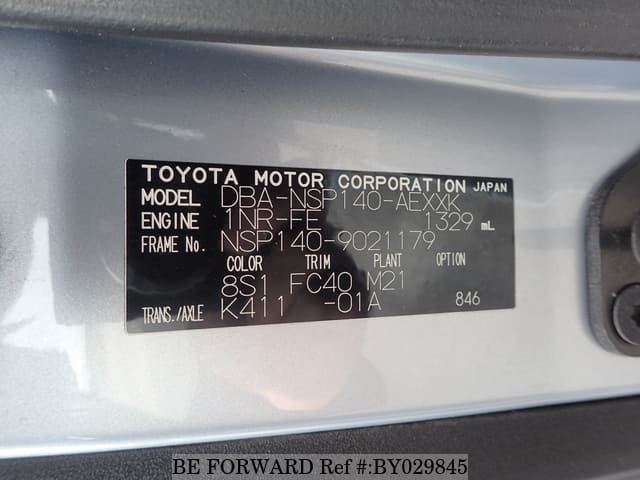 TOYOTA MOTOR CORPORATION JAPAN
MODEL DBA-NSP140-AEXXK
ENGINE 1NR-FE 1329 mL
FRAME No. NSP140-9021179
COLOR TRIM PLANT OPTION
8S1 FC40 M21
TRANS./AXLE K411 -01A 846
BE FORWARD Ref #:BY029845